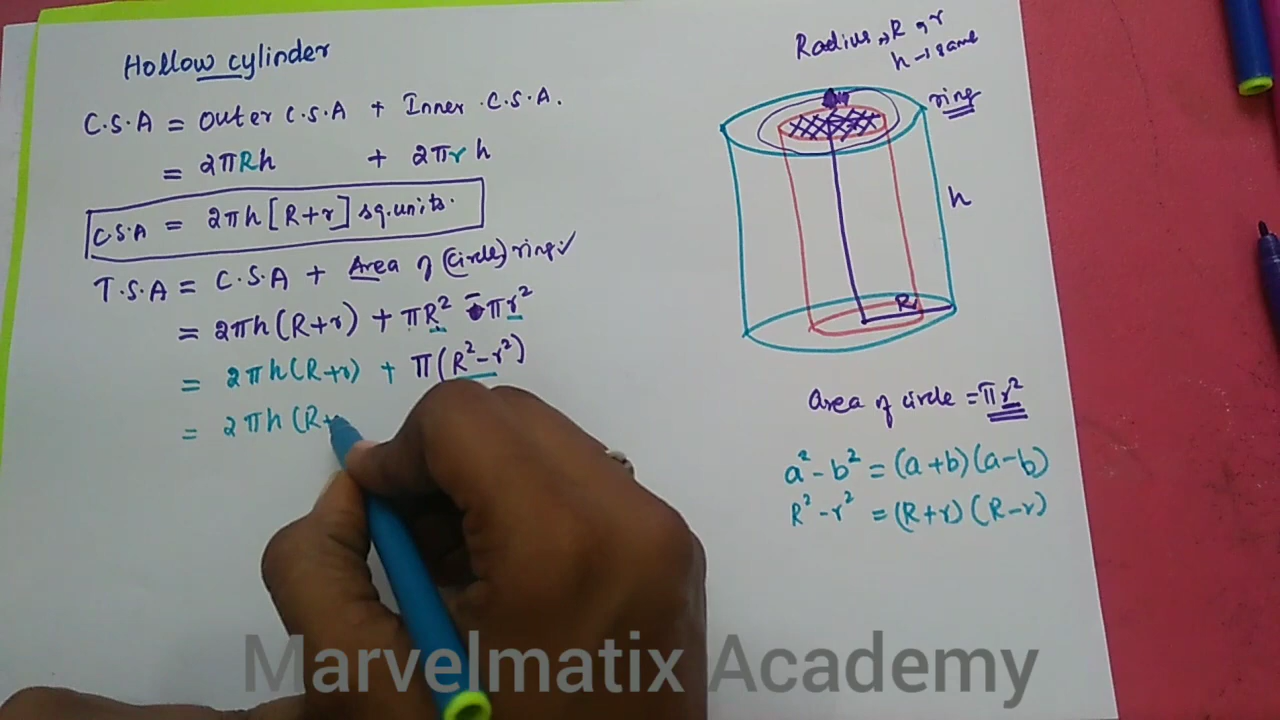 Hollow cylinder
C.S.A = Outer C.S.A + Inner C.S.A.
= 2πRh + 2πrh
C.S.A = 2πh[R+r] sq.units.
T.S.A = C.S.A + Area of (circle) ring ✓
= 2πh(R+r) + πR² - πr²
= 2πh(R+r) + π(R²-r²)
= 2πh(R+
Radius → R, r
h → same
ring
h
R
Area of circle = πr²
a²-b² = (a+b)(a-b)
R²-r² = (R+r)(R-r)
Marvelmatix Academy